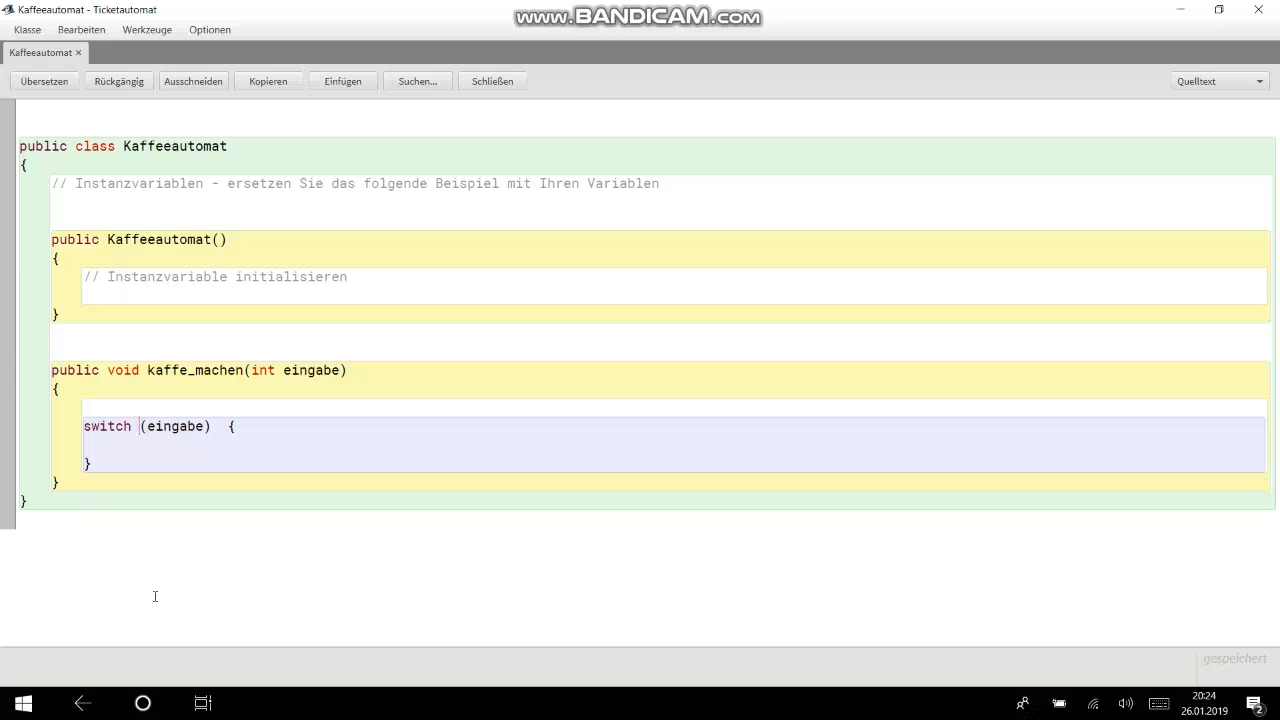 Kaffeeautomat - Ticketautomat
www.BANDICAM.com
Klasse Bearbeiten Werkzeuge Optionen
Kaffeeautomat ×
Übersetzen Rückgängig Ausschneiden Kopieren Einfügen Suchen... Schließen Quelltext
public class Kaffeeautomat
{
// Instanzvariablen - ersetzen Sie das folgende Beispiel mit Ihren Variablen
public Kaffeeautomat()
{
// Instanzvariable initialisieren
}
public void kaffe_machen(int eingabe)
{
switch (eingabe) {
}
}
}
gespeichert
20:24
26.01.2019
2